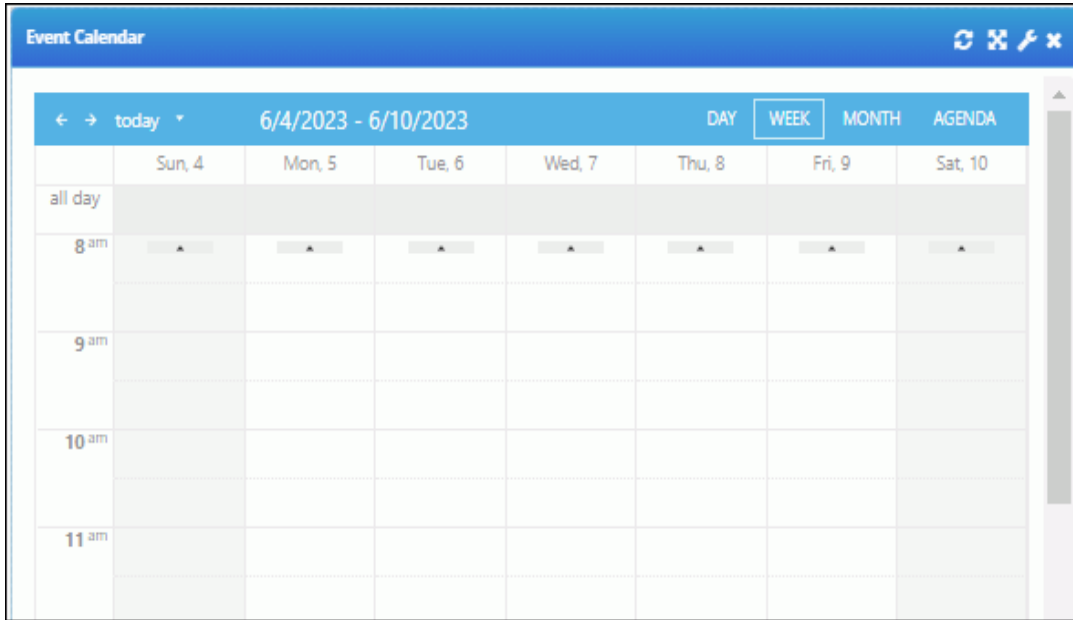 Event Calendar
today 6/4/2023 - 6/10/2023 DAY WEEK MONTH AGENDA
Sun, 4 Mon, 5 Tue, 6 Wed, 7 Thu, 8 Fri, 9 Sat, 10
all day
8 am
9 am
10 am
11 am